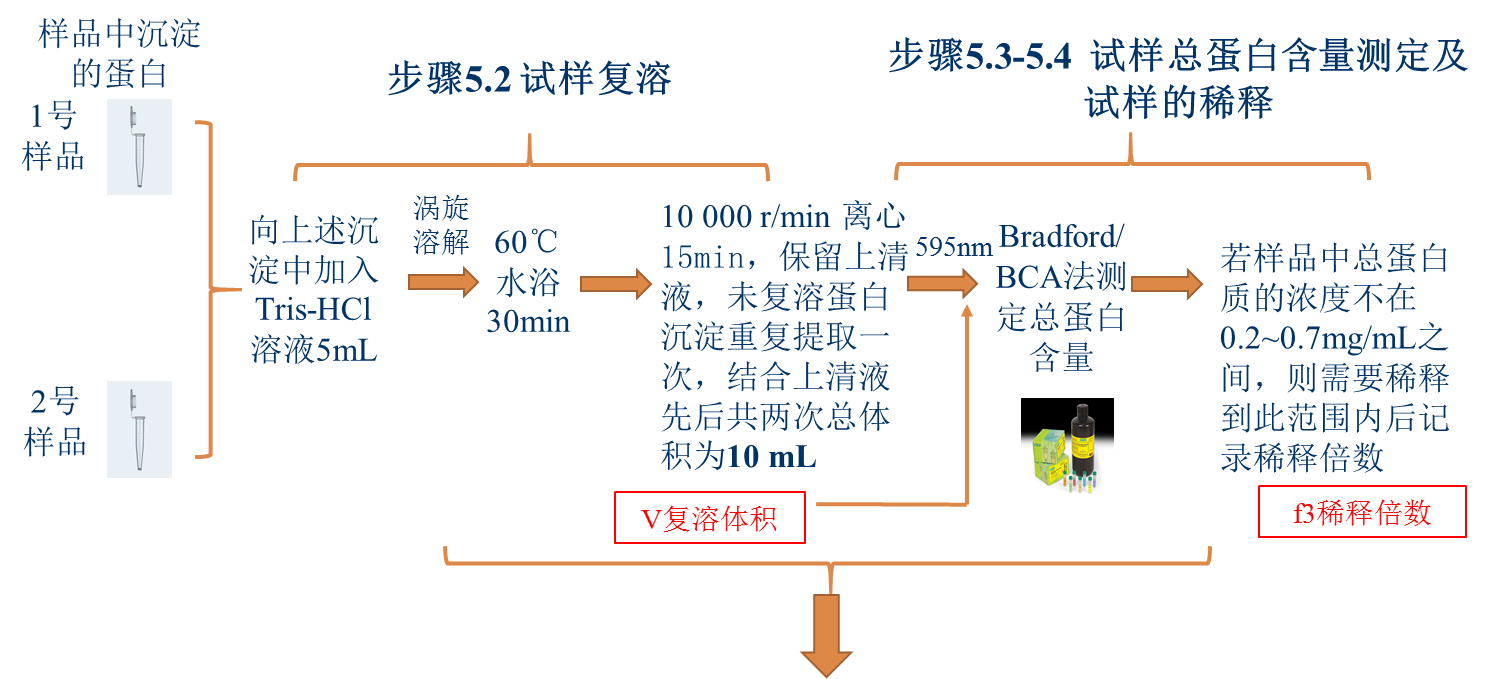 样品中沉淀
的蛋白
1号
样品
2号
样品
步骤5.2 试样复溶
向上述沉
淀中加入
Tris-HCl
溶液5mL
涡旋
溶解
60℃
水浴
30min
10 000 r/min 离心
15min，保留上清
液，未复溶蛋白
沉淀重复提取一
次，结合上清液
先后共两次总体
积为10 mL
V复溶体积
步骤5.3-5.4 试样总蛋白含量测定及
试样的稀释
595nm
Bradford/
BCA法测
定总蛋白
含量
若样品中总蛋白
质的浓度不在
0.2~0.7mg/mL之
间，则需要稀释
到此范围内后记
录稀释倍数
f3稀释倍数